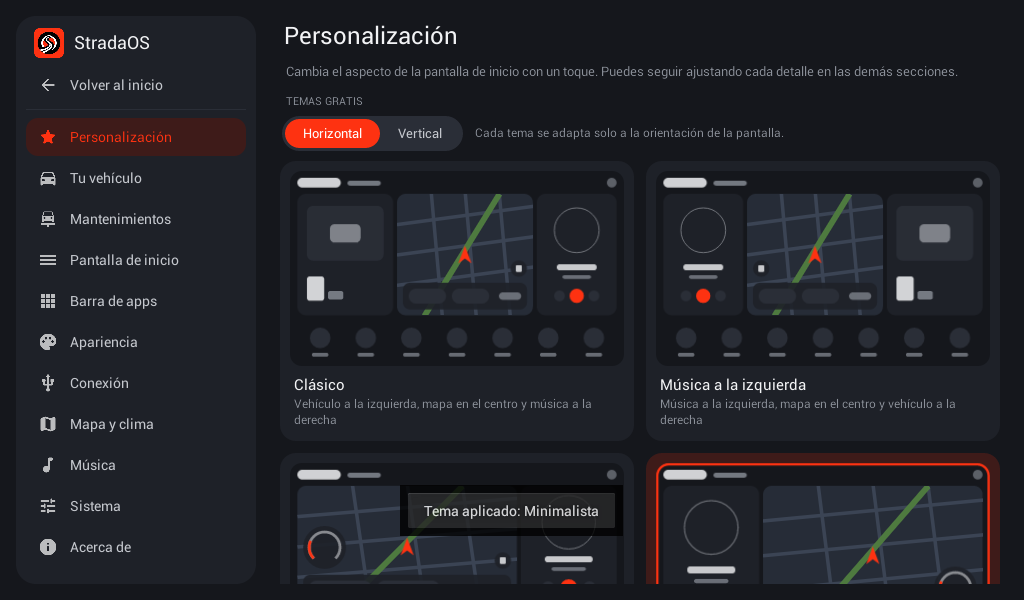 StradaOS
Volver al inicio
Personalización
Tu vehículo
Mantenimientos
Pantalla de inicio
Barra de apps
Apariencia
Conexión
Mapa y clima
Música
Sistema
Acerca de
Personalización
Cambia el aspecto de la pantalla de inicio con un toque. Puedes seguir ajustando cada detalle en las demás secciones.
TEMAS GRATIS
Horizontal
Vertical
Cada tema se adapta solo a la orientación de la pantalla.
Clásico
Vehículo a la izquierda, mapa en el centro y música a la
derecha
Música a la izquierda
Música a la izquierda, mapa en el centro y vehículo a la
derecha
Tema aplicado: Minimalista